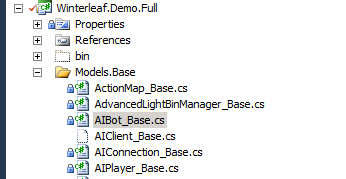 Winterleaf.Demo.Full
Properties
References
bin
Models.Base
ActionMap_Base.cs
AdvancedLightBinManager_Base.cs
AIBot_Base.cs
AIClient_Base.cs
AIConnection_Base.cs
AIPlayer_Base.cs